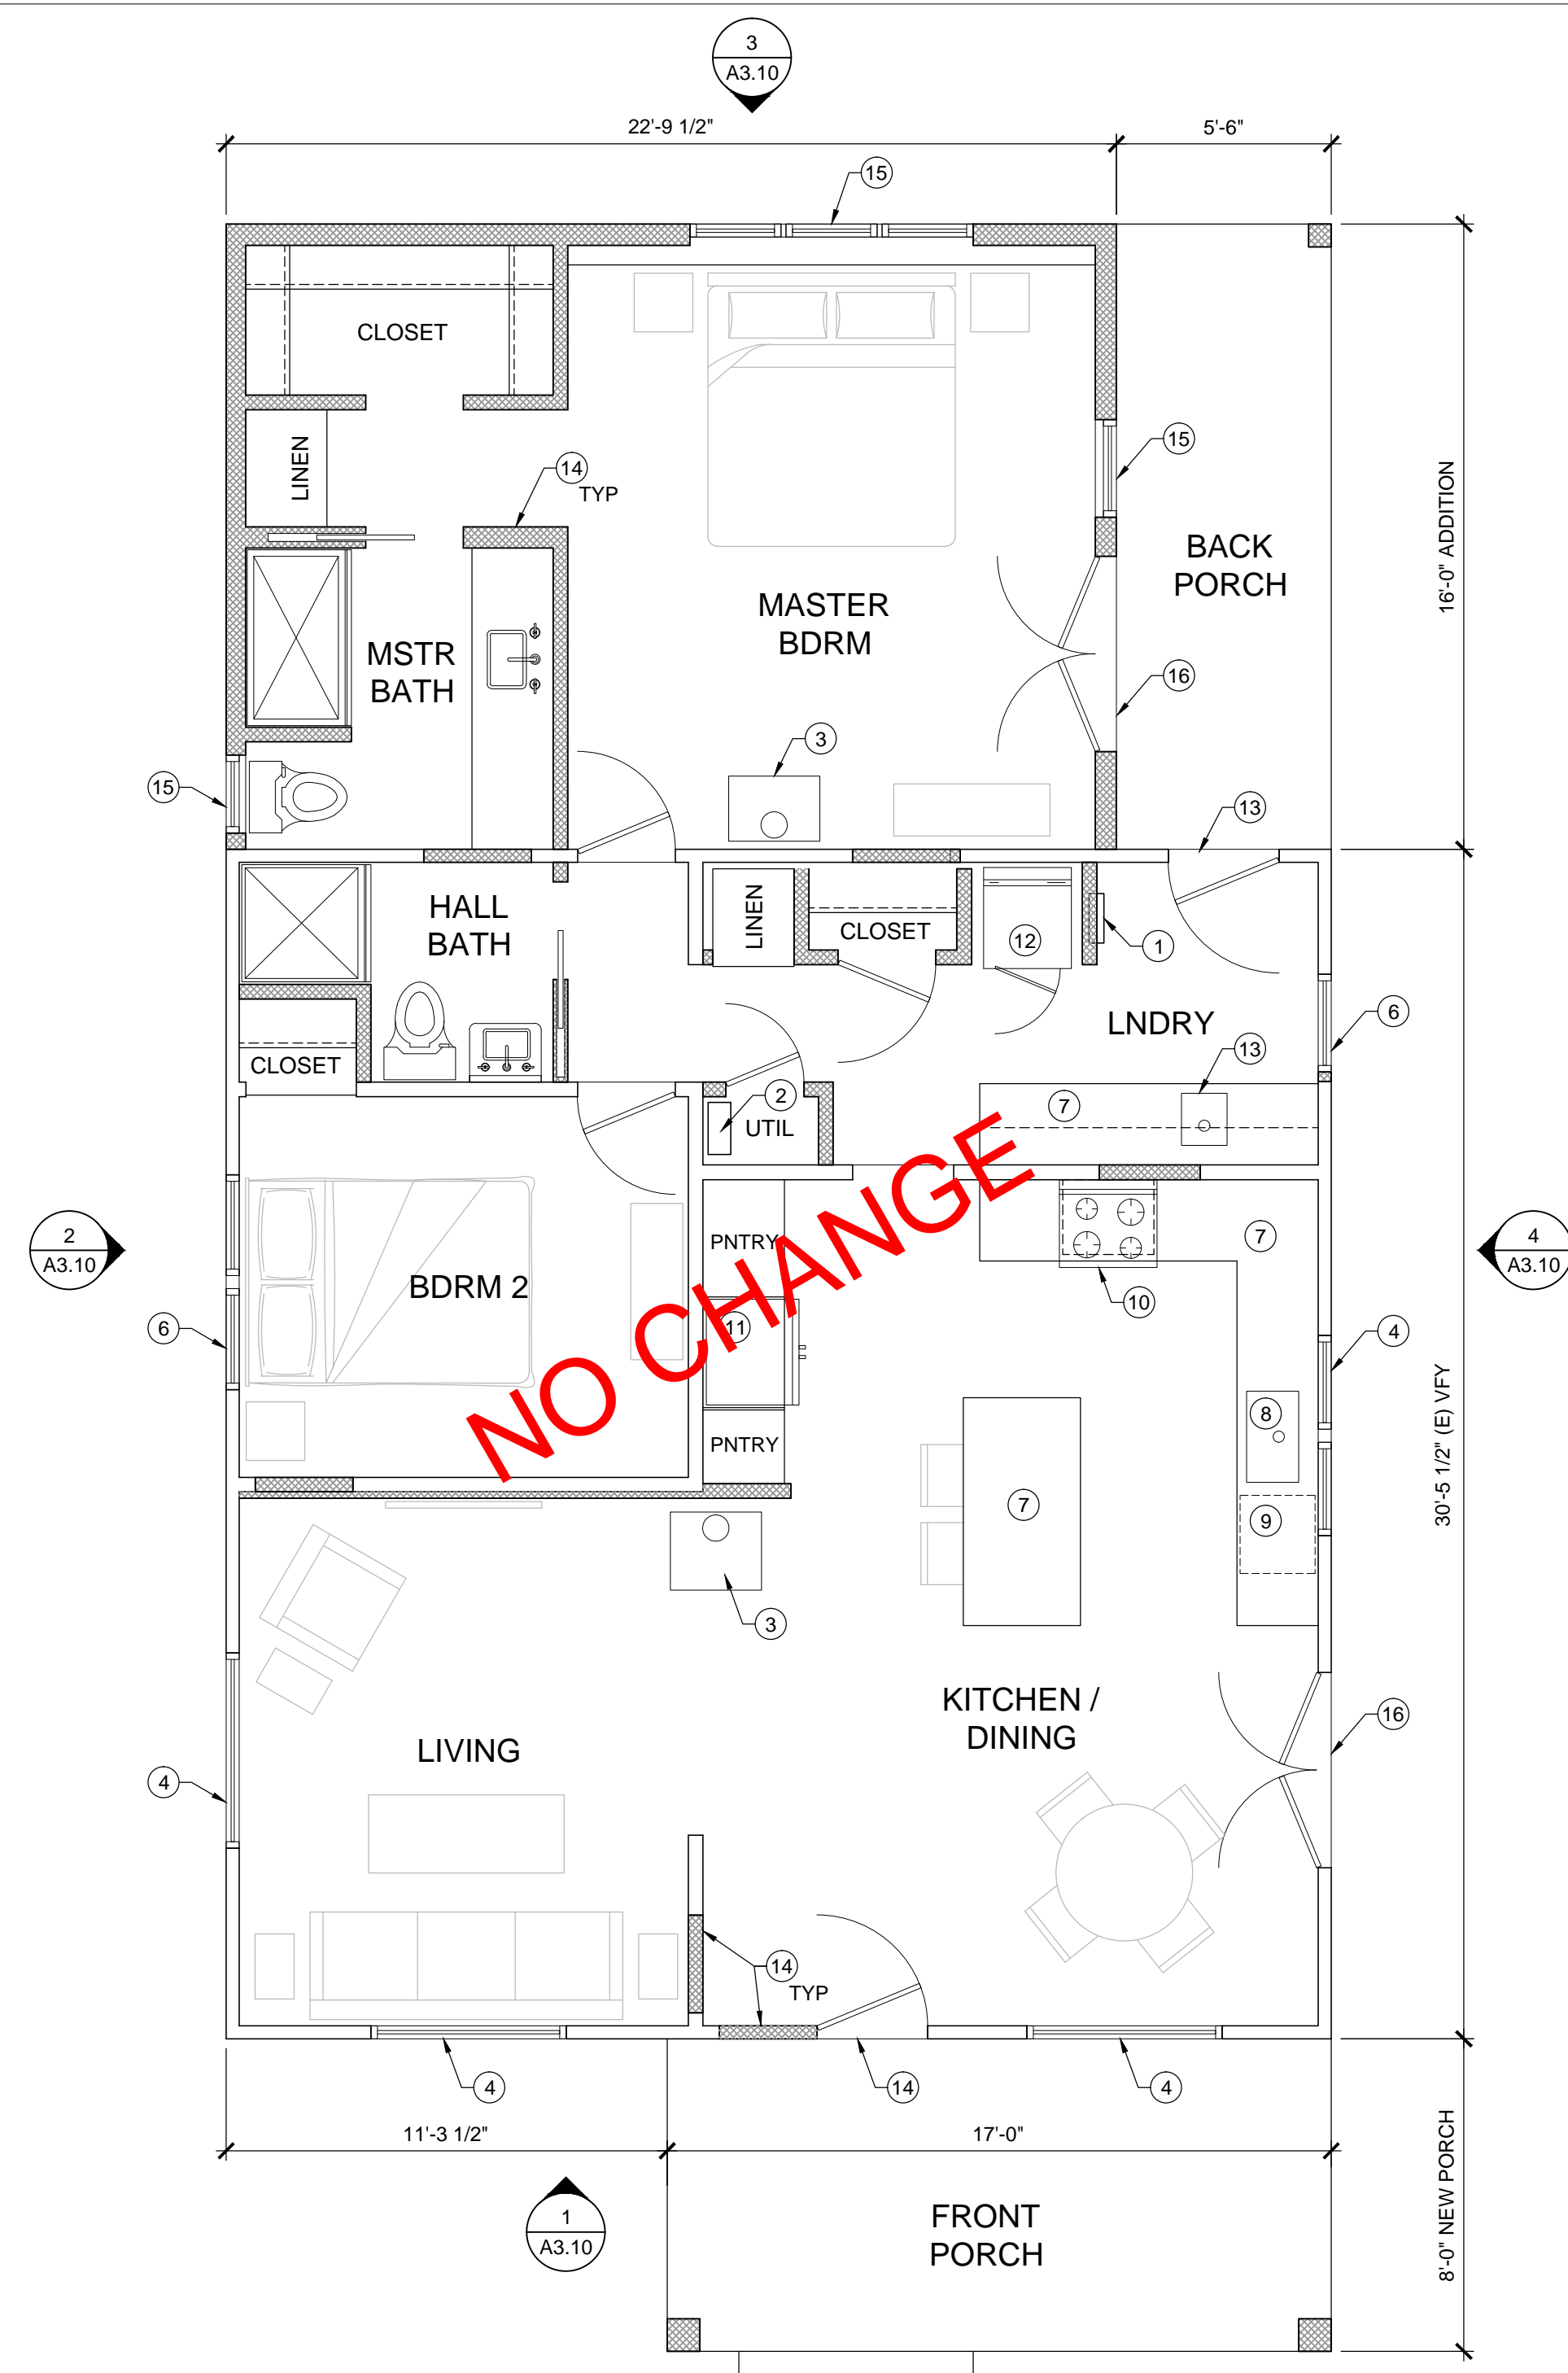 3
A3.10
22'-9 1/2"
5'-6"
15
CLOSET
LINEN
14
TYP
15
16'-0" ADDITION
BACK
PORCH
MASTER
BDRM
MSTR
BATH
16
3
15
13
HALL
BATH
LINEN
CLOSET
12
1
6
LNDRY
13
CLOSET
2
UTIL
7
NO CHANGE
2
A3.10
PNTRY
7
4
A3.10
BDRM 2
10
6
11
4
30'-5 1/2" (E) VFY
8
PNTRY
7
9
3
KITCHEN /
DINING
16
LIVING
4
14
TYP
4
14
4
11'-3 1/2"
17'-0"
8'-0" NEW PORCH
1
A3.10
FRONT
PORCH